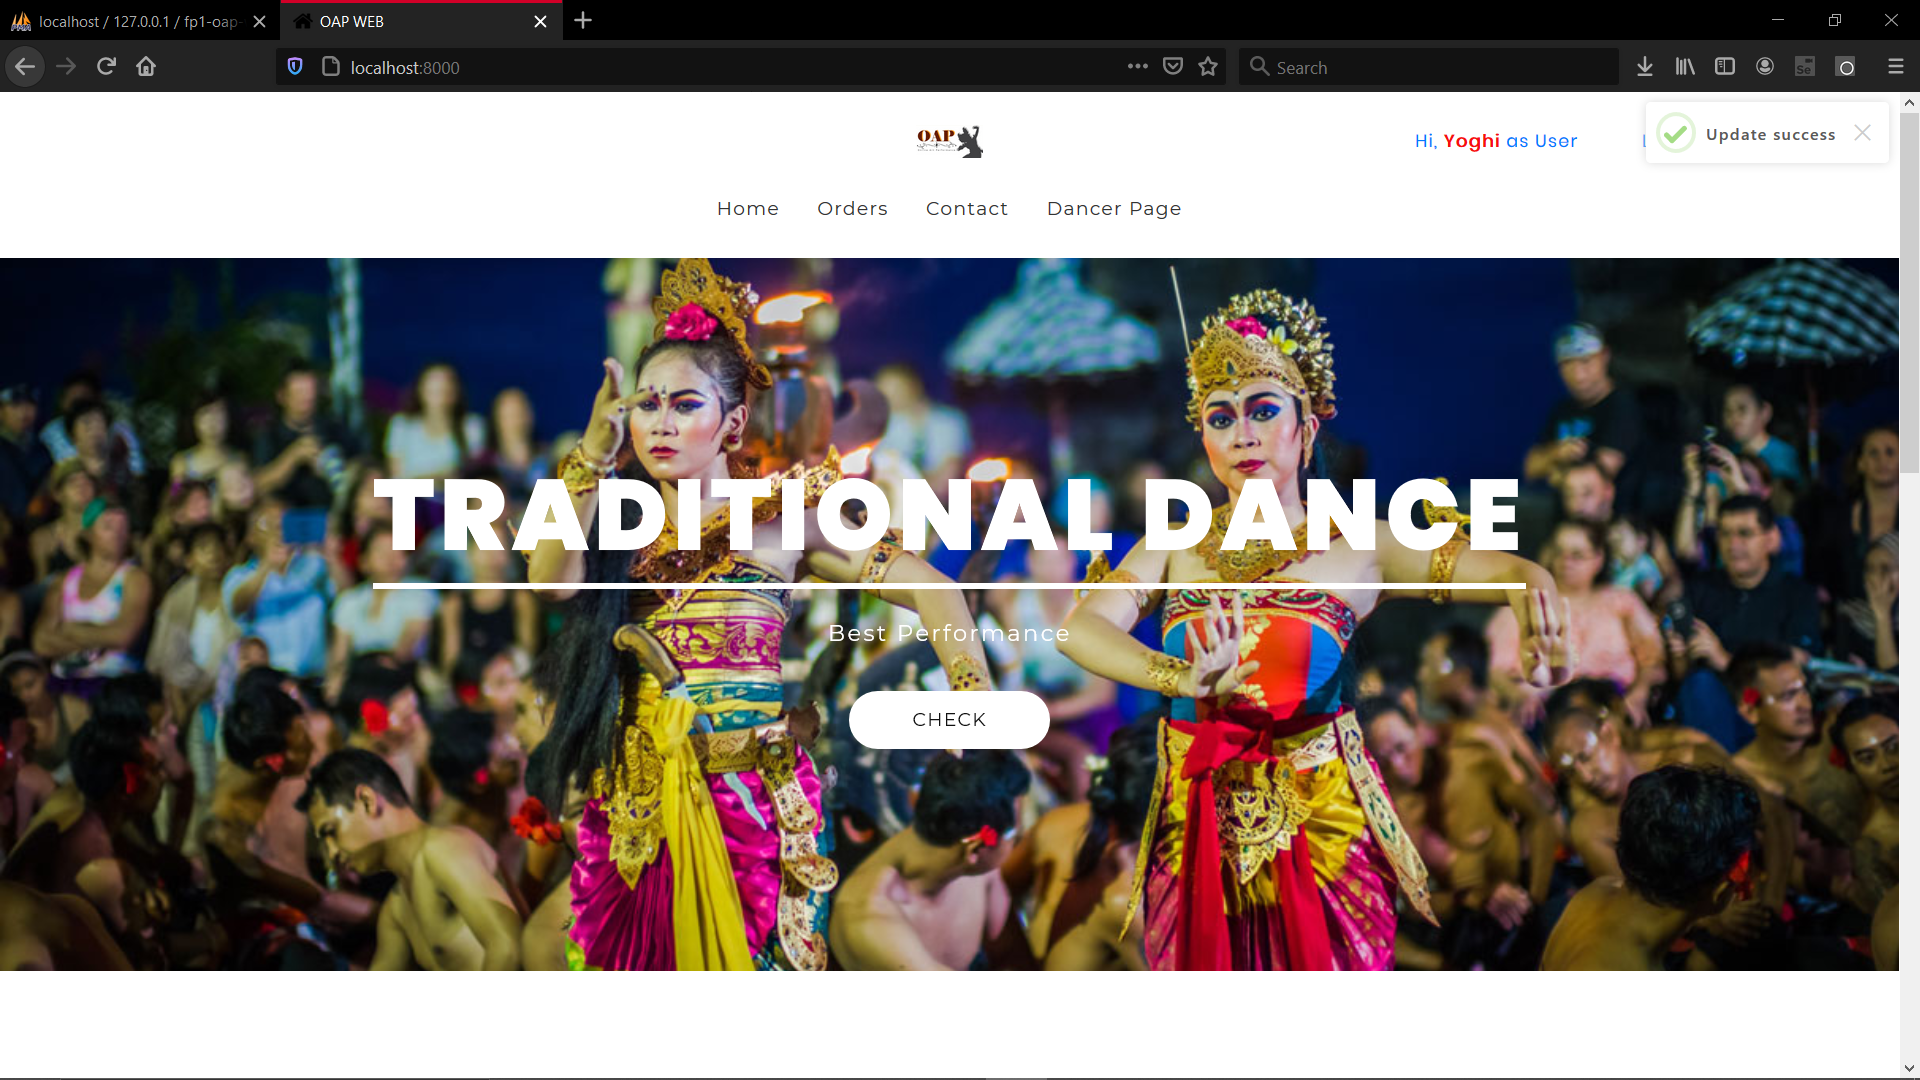 localhost / 127.0.0.1 / fp1-oap-
OAP WEB
localhost:8000
Search
OAP
Hi, Yoghi as User
Update success
Home Orders Contact Dancer Page
TRADITIONAL DANCE
Best Performance
CHECK